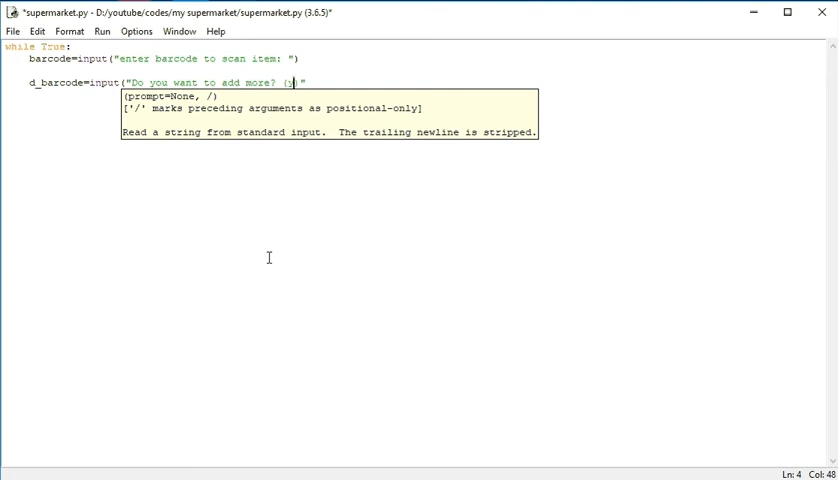 *supermarket.py - D:/youtube/codes/my supermarket/supermarket.py (3.6.5)*
File Edit Format Run Options Window Help
while True:
barcode=input("enter barcode to scan item: ")
d_barcode=input("Do you want to add more? (y)"
(prompt=None, /)
['/' marks preceding arguments as positional-only]
Read a string from standard input. The trailing newline is stripped.
Ln: 4 Col: 48